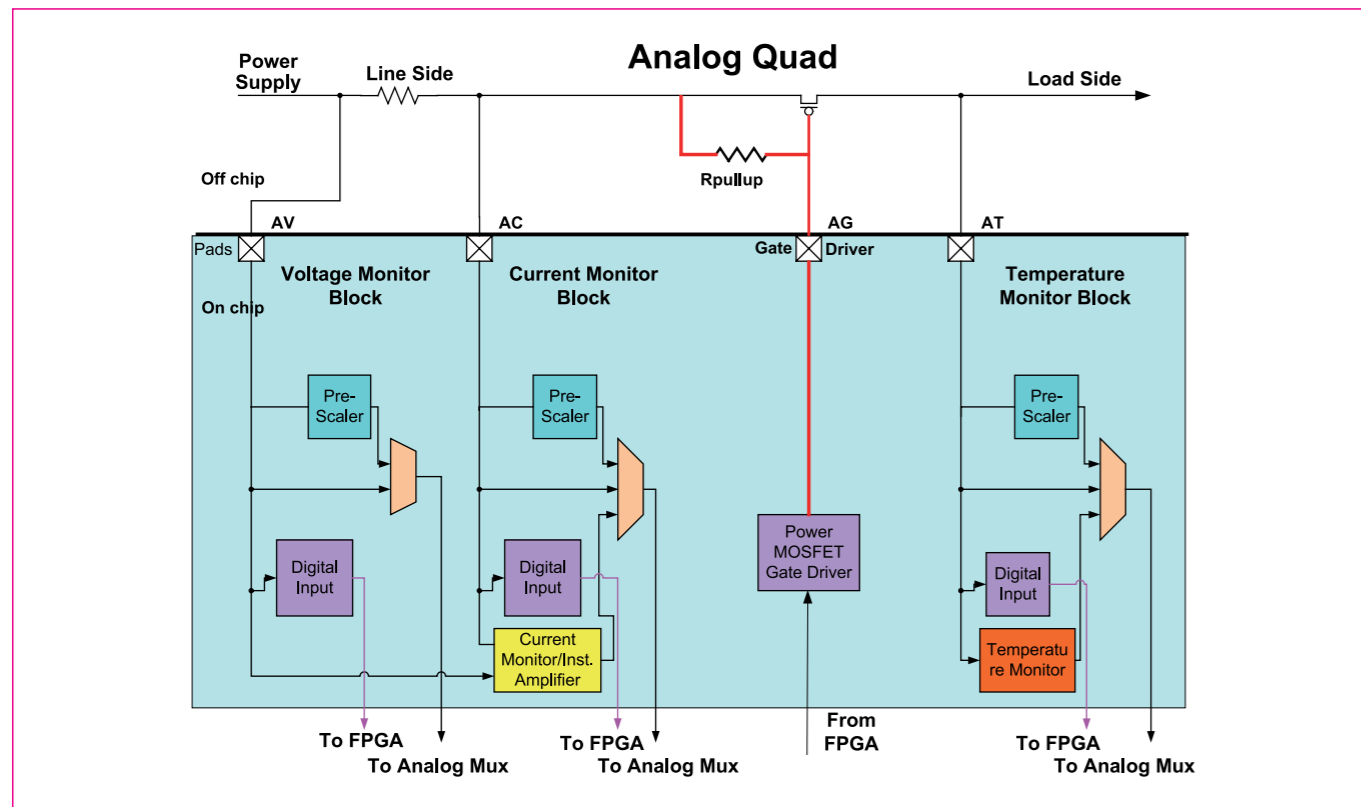 Analog Quad
Power
Supply
Line Side
Load Side
Rpullup
Off chip
AV
AC
AG
AT
Pads
Gate
Driver
Voltage Monitor
Block
Current Monitor
Block
Temperature
Monitor Block
On chip
Pre-
Scaler
Pre-
Scaler
Pre-
Scaler
Power
MOSFET
Gate Driver
Digital
Input
Digital
Input
Digital
Input
Current
Monitor/Inst.
Amplifier
Temperatu
re Monitor
To FPGA
To Analog Mux
To FPGA
To Analog Mux
From
FPGA
To FPGA
To Analog Mux